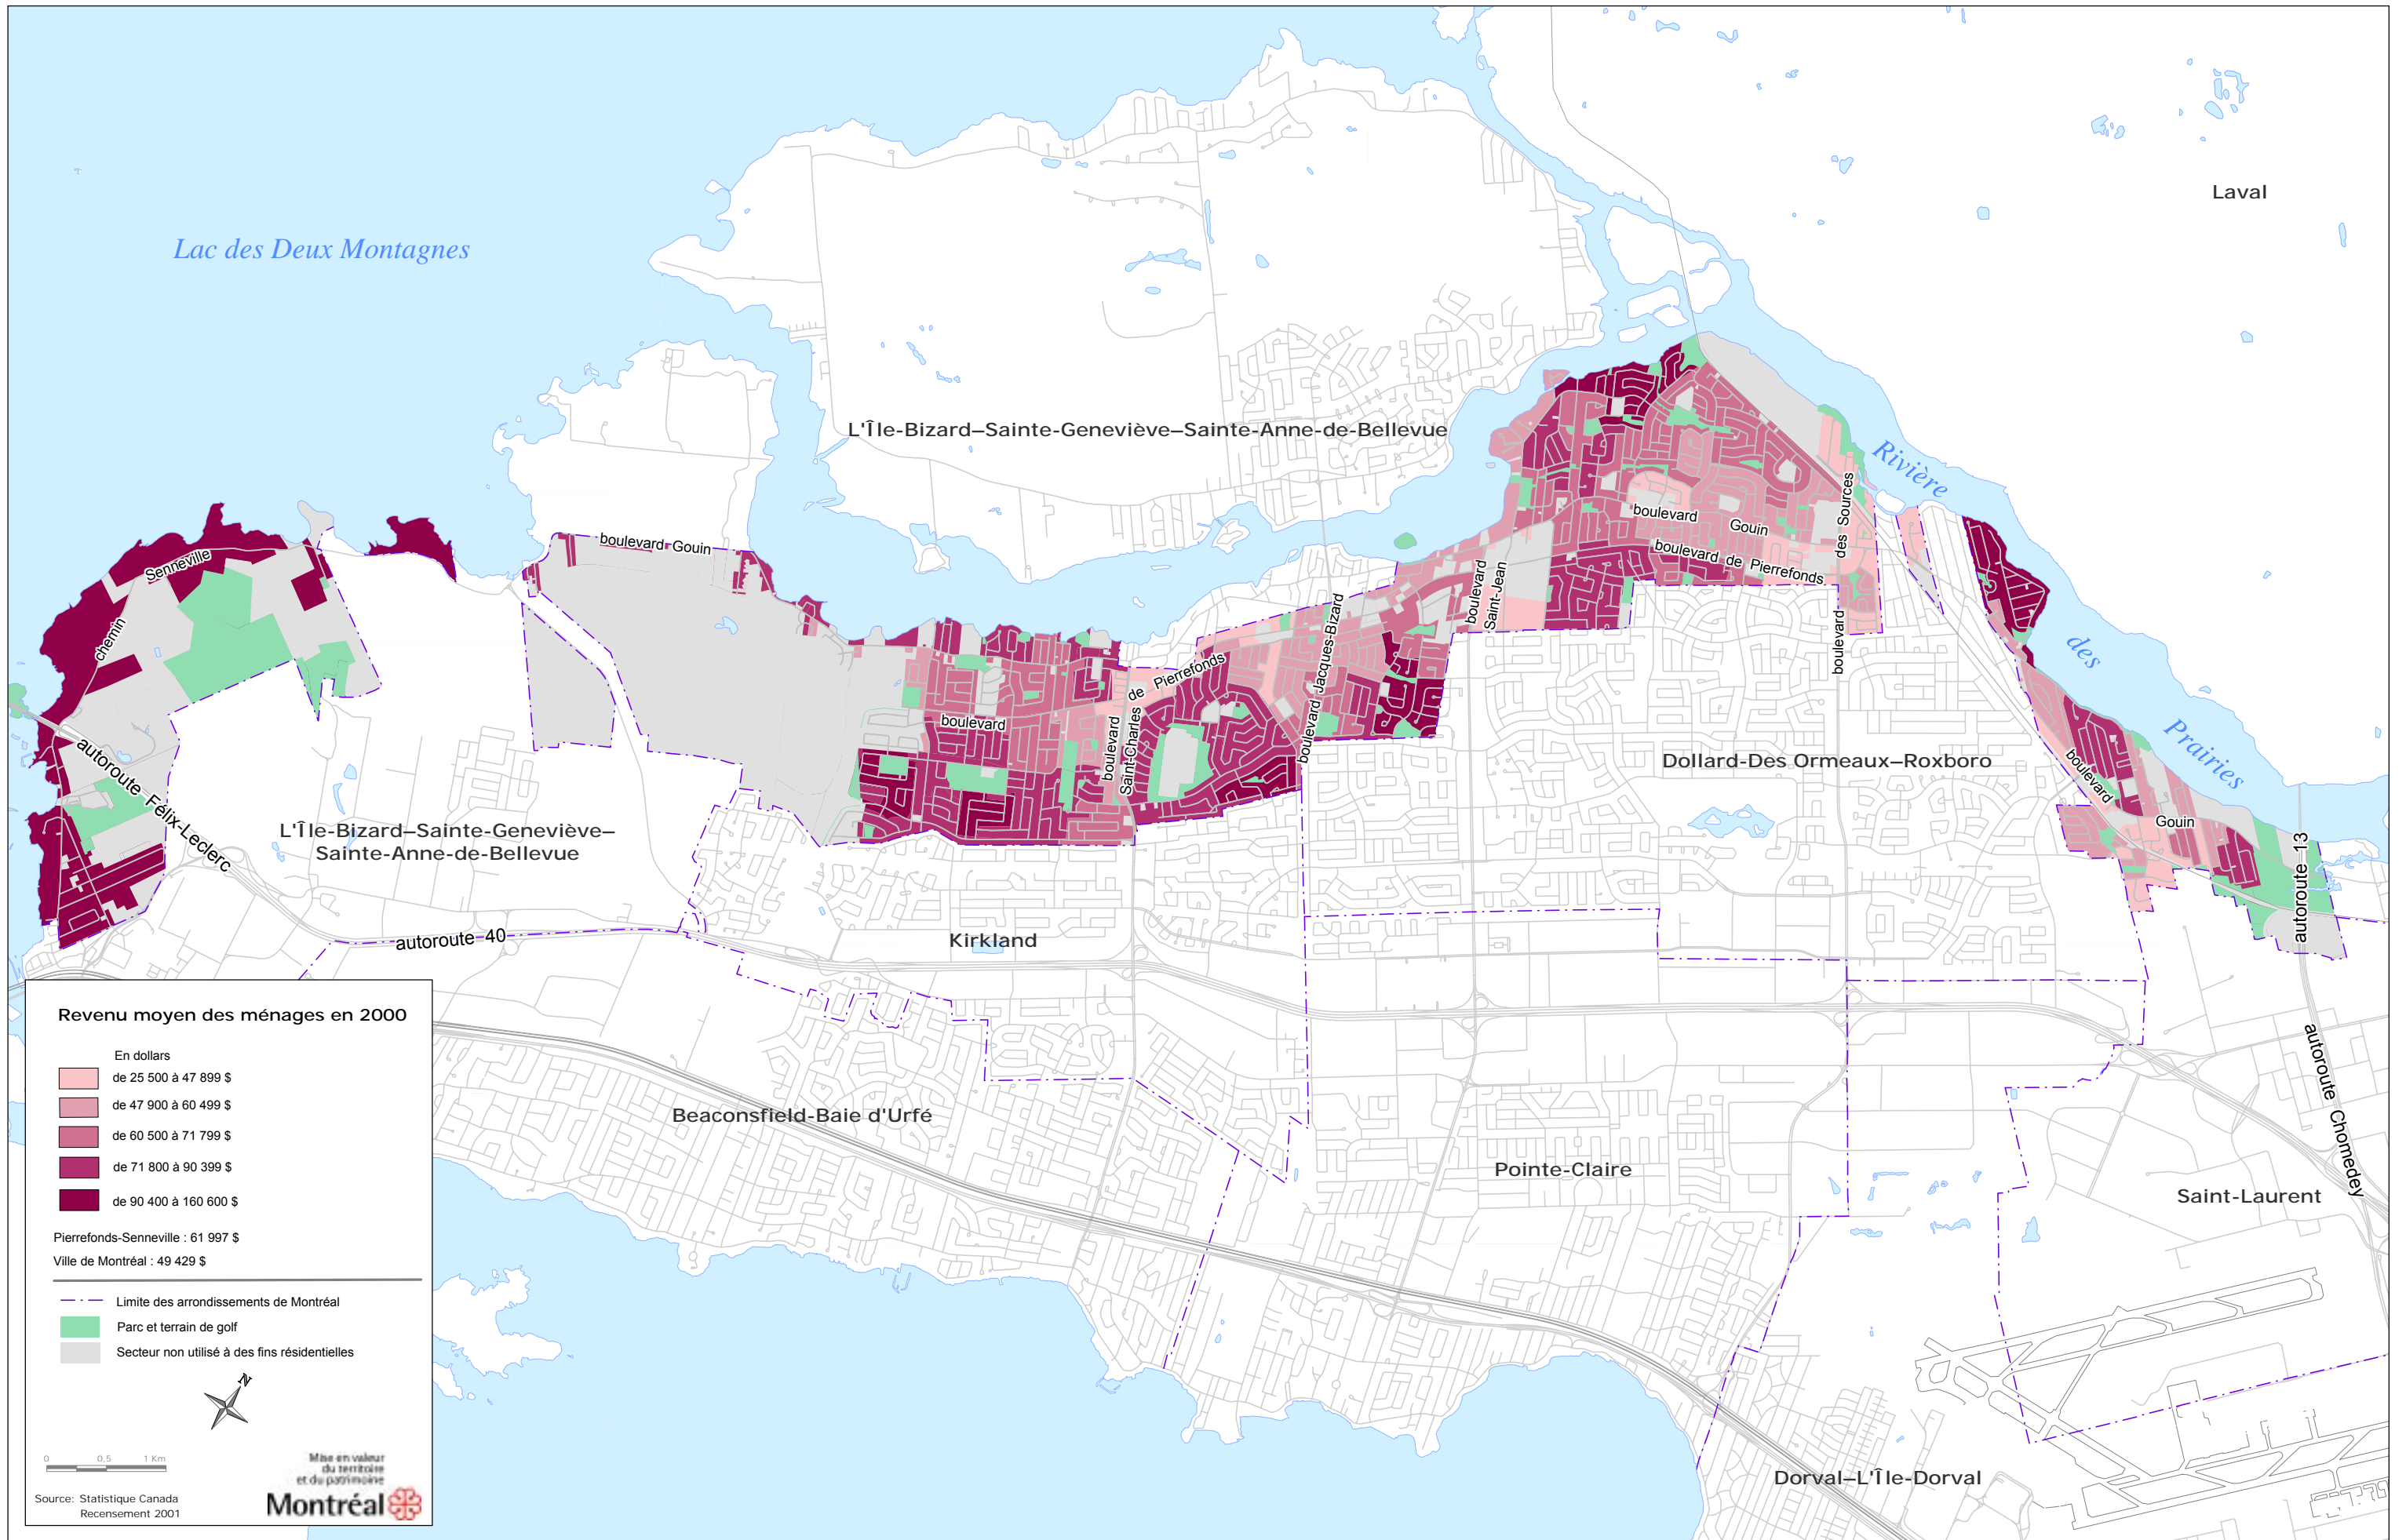 Laval
Lac des Deux Montagnes
L'Île-Bizard–Sainte-Geneviève–Sainte-Anne-de-Bellevue
Rivière
des
Prairies
boulevard Gouin
des Sources
boulevard
boulevard de Pierrefonds
boulevard Gouin
Senneville
chemin
boulevard
Saint-Jean
boulevard Jacques-Bizard
de Pierrefonds
boulevard
boulevard
Saint-Charles
autoroute Félix-Leclerc
Dollard-Des Ormeaux–Roxboro
boulevard
Gouin
autoroute 13
L'Île-Bizard–Sainte-Geneviève–
Sainte-Anne-de-Bellevue
autoroute 40
Kirkland
autoroute Chomedey
Beaconsfield-Baie d'Urfé
Pointe-Claire
Saint-Laurent
Dorval–L'Île-Dorval
Revenu moyen des ménages en 2000
En dollars
de 25 500 à 47 899 $
de 47 900 à 60 499 $
de 60 500 à 71 799 $
de 71 800 à 90 399 $
de 90 400 à 160 600 $
Pierrefonds-Senneville : 61 997 $
Ville de Montréal : 49 429 $
Limite des arrondissements de Montréal
Parc et terrain de golf
Secteur non utilisé à des fins résidentielles
N
0 0,5 1 Km
Mise en valeur
du territoire
et du patrimoine
Montréal
Source: Statistique Canada
Recensement 2001